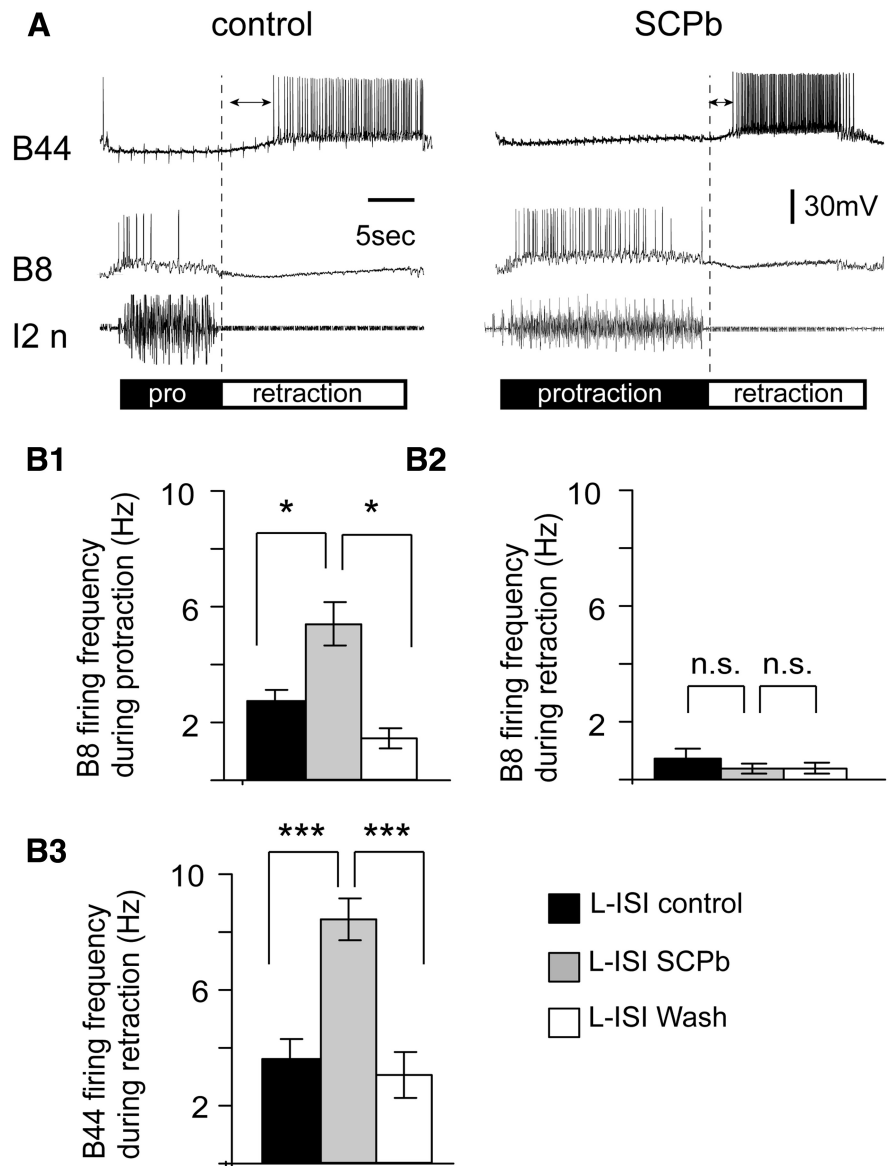 A
control
SCPb
B44
5sec
30mV
B8
I2 n
pro
retraction
protraction
retraction
B1
B8 firing frequency
during protraction (Hz)
10
6
2
*
*
B2
B8 firing frequency
during retraction (Hz)
10
6
2
n.s.
n.s.
B3
B44 firing frequency
during retraction (Hz)
10
6
2
***
***
L-ISI control
L-ISI SCPb
L-ISI Wash